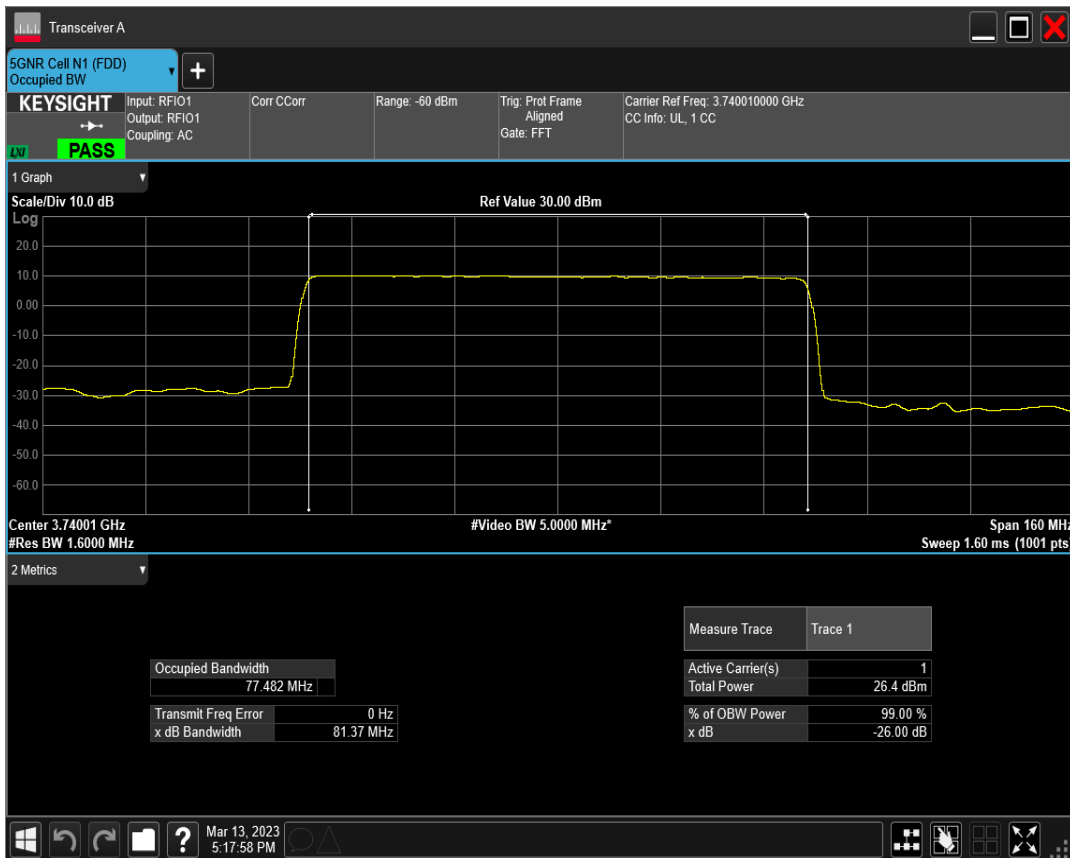 Transceiver A
5GNR Cell N1 (FDD)
Occupied BW
KEYSIGHT
LXI
PASS
Input: RFIO1
Output: RFIO1
Coupling: AC
Corr CCorr
Range: -60 dBm
Trig: Prot Frame
Aligned
Gate: FFT
Carrier Ref Freq: 3.740010000 GHz
CC Info: UL, 1 CC
1 Graph
Scale/Div 10.0 dB
Ref Value 30.00 dBm
Log
20.0
10.0
0.00
-10.0
-20.0
-30.0
-40.0
-50.0
-60.0
Center 3.74001 GHz
#Video BW 5.0000 MHz*
Span 160 MHz
#Res BW 1.6000 MHz
Sweep 1.60 ms (1001 pts)
2 Metrics
Measure Trace Trace 1
Occupied Bandwidth
77.482 MHz
Active Carrier(s) 1
Total Power 26.4 dBm
Transmit Freq Error 0 Hz
x dB Bandwidth 81.37 MHz
% of OBW Power 99.00 %
x dB -26.00 dB
?
Mar 13, 2023
5:17:58 PM